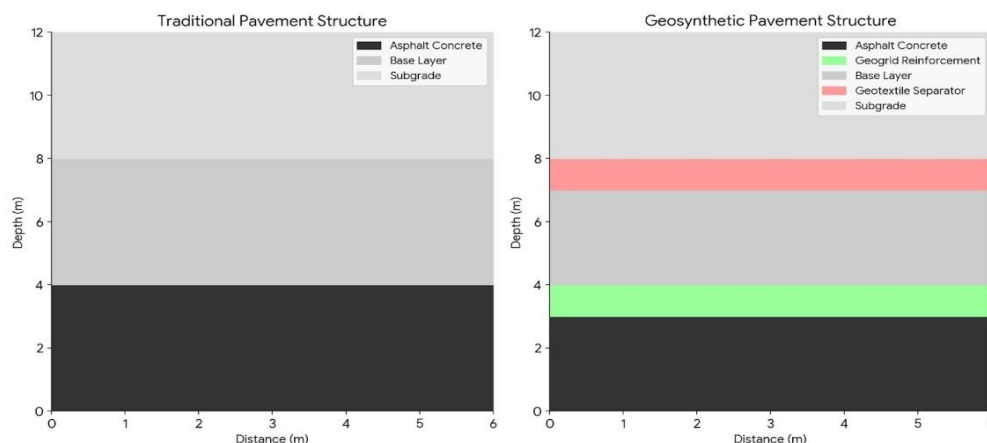 Traditional Pavement Structure
12
10
8
6
4
2
0
Depth (m)
Asphalt Concrete
Base Layer
Subgrade
0 1 2 3 4 5 6
Distance (m)
Geosynthetic Pavement Structure
12
10
8
6
4
2
0
Depth (m)
Asphalt Concrete
Geogrid Reinforcement
Base Layer
Geotextile Separator
Subgrade
0 1 2 3 4 5
Distance (m)